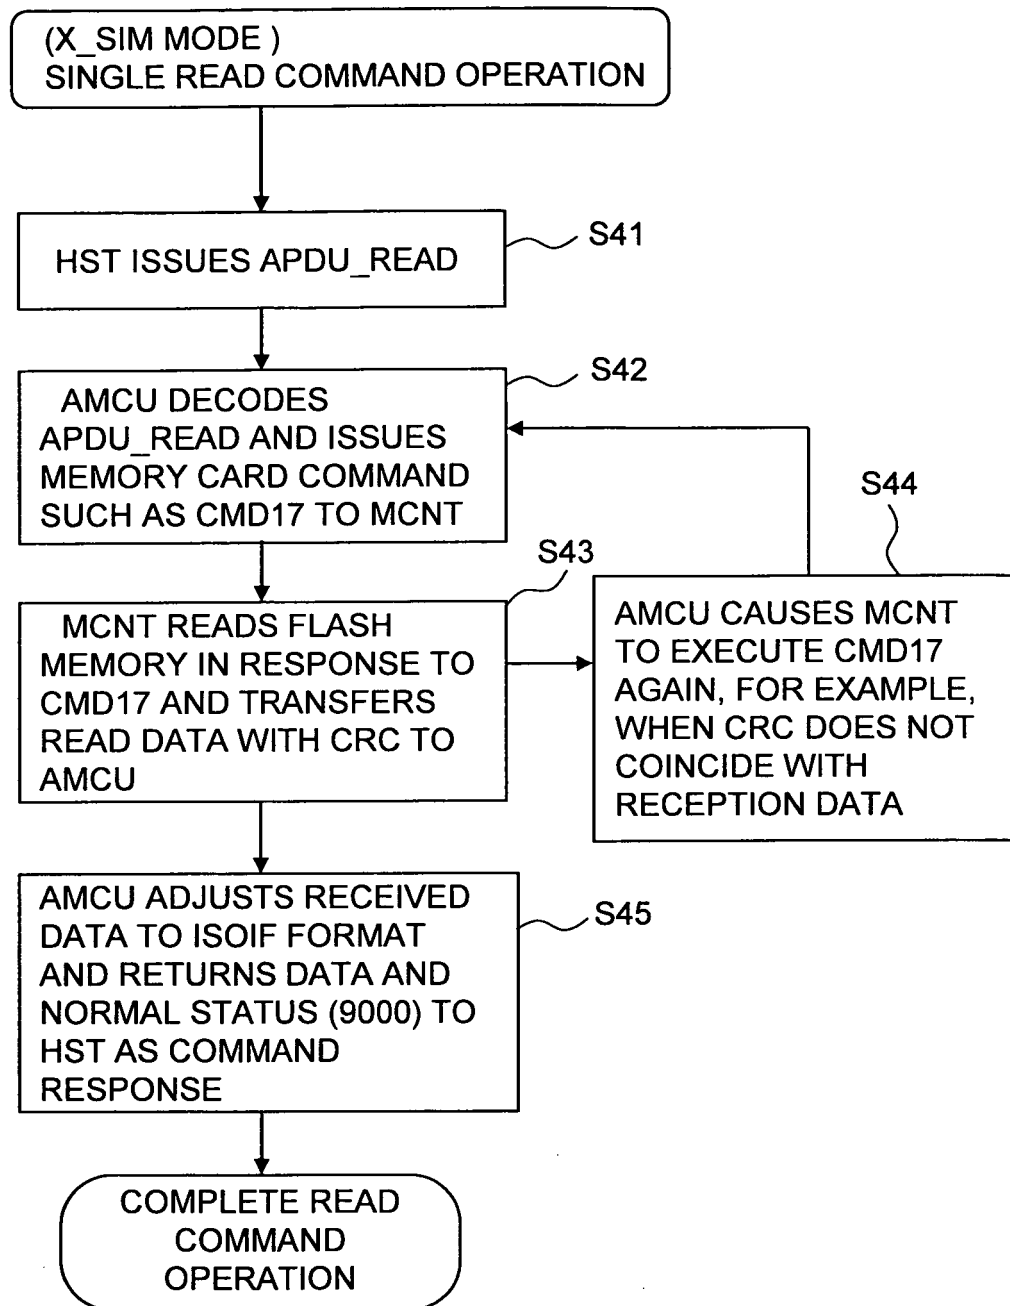 (X_SIM MODE )
SINGLE READ COMMAND OPERATION
HST ISSUES APDU_READ
S41
AMCU DECODES
APDU_READ AND ISSUES
MEMORY CARD COMMAND
SUCH AS CMD17 TO MCNT
S42
MCNT READS FLASH
MEMORY IN RESPONSE TO
CMD17 AND TRANSFERS
READ DATA WITH CRC TO
AMCU
S43
AMCU CAUSES MCNT
TO EXECUTE CMD17
AGAIN, FOR EXAMPLE,
WHEN CRC DOES NOT
COINCIDE WITH
RECEPTION DATA
S44
AMCU ADJUSTS RECEIVED
DATA TO ISOIF FORMAT
AND RETURNS DATA AND
NORMAL STATUS (9000) TO
HST AS COMMAND
RESPONSE
S45
COMPLETE READ
COMMAND
OPERATION